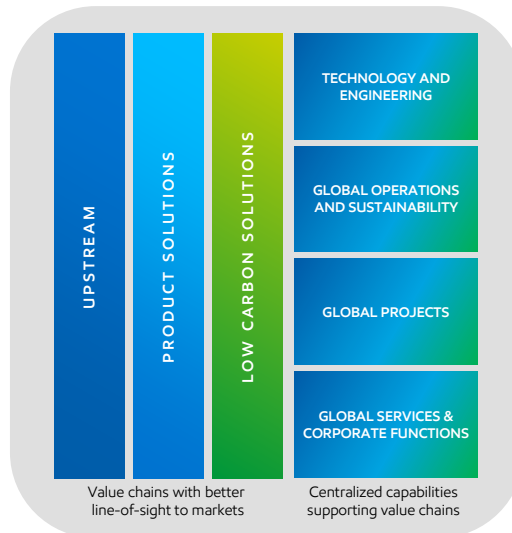 UPSTREAM
PRODUCT SOLUTIONS
LOW CARBON SOLUTIONS
TECHNOLOGY AND
ENGINEERING
GLOBAL OPERATIONS
AND SUSTAINABILITY
GLOBAL PROJECTS
GLOBAL SERVICES &
CORPORATE FUNCTIONS
Value chains with better
line-of-sight to markets
Centralized capabilities
supporting value chains